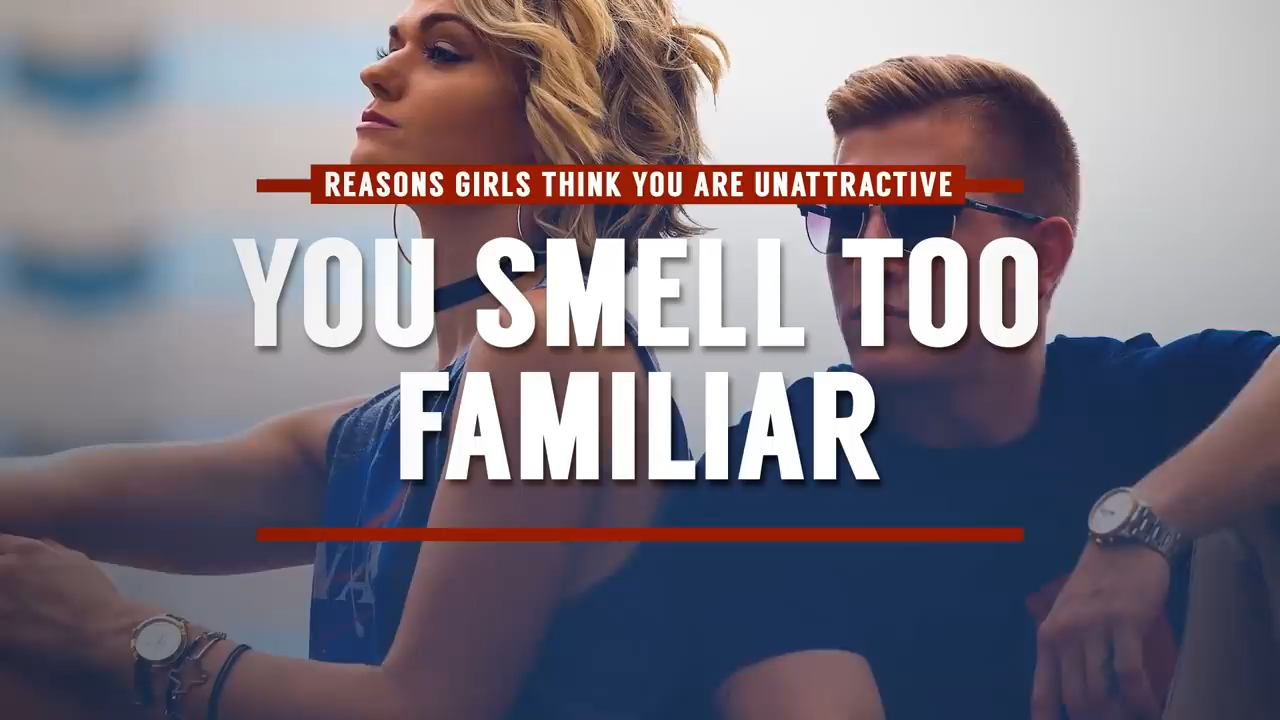 REASONS GIRLS THINK YOU ARE UNATTRACTIVE
YOU SMELL TOO
FAMILIAR